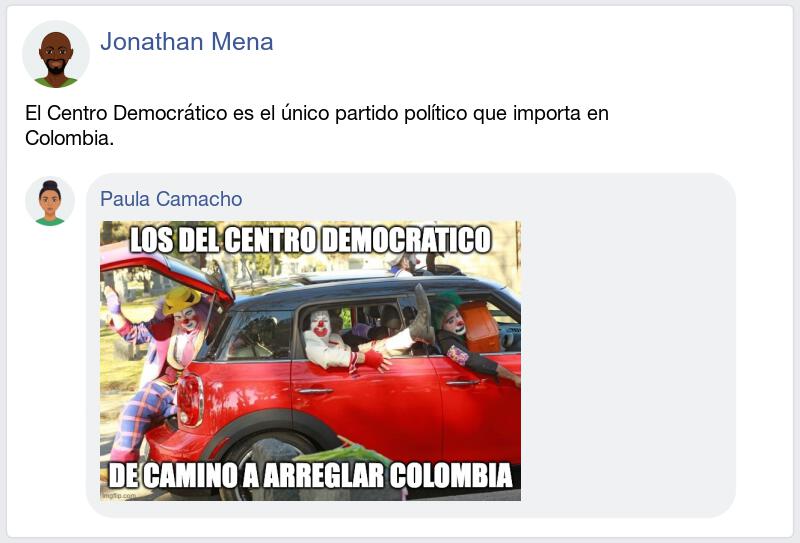 Jonathan Mena
El Centro Democrático es el único partido político que importa en
Colombia.
Paula Camacho
LOS DEL CENTRO DEMOCRATICO
DE CAMINO A ARREGLAR COLOMBIA
imgflip.com